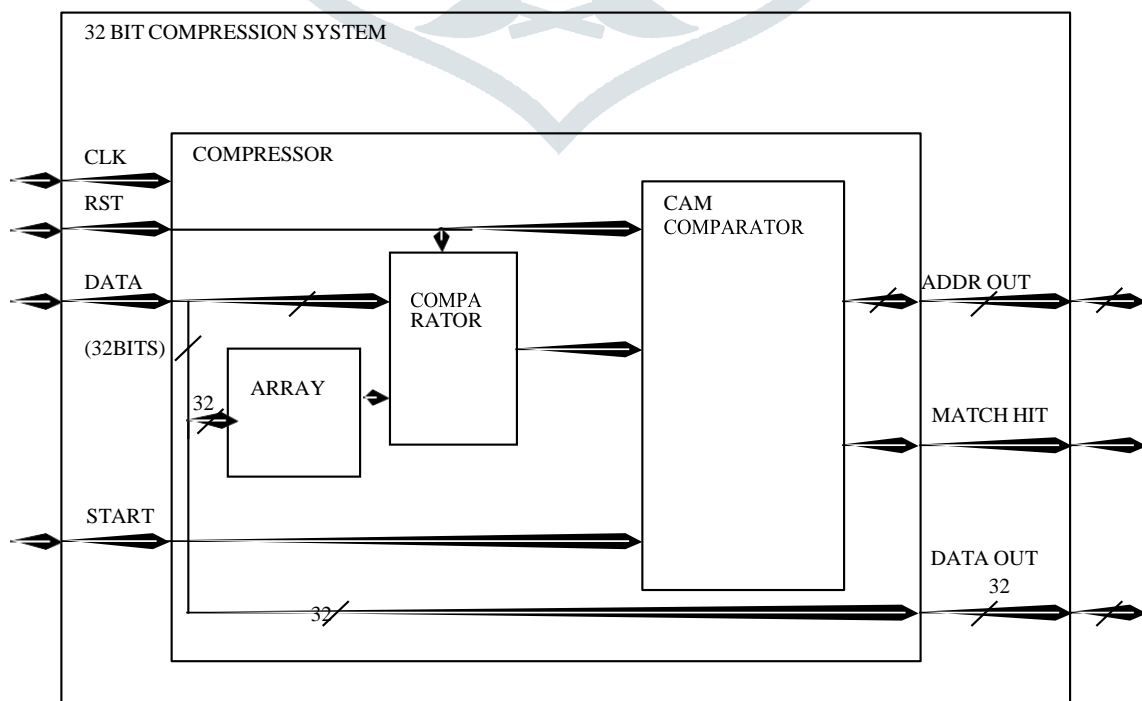 32 BIT COMPRESSION SYSTEM
CLK
COMPRESSOR
RST
CAM
COMPARATOR
DATA
COMPA
RATOR
ADDR OUT
(32BITS)
ARRAY
32
MATCH HIT
START
DATA OUT
32
32